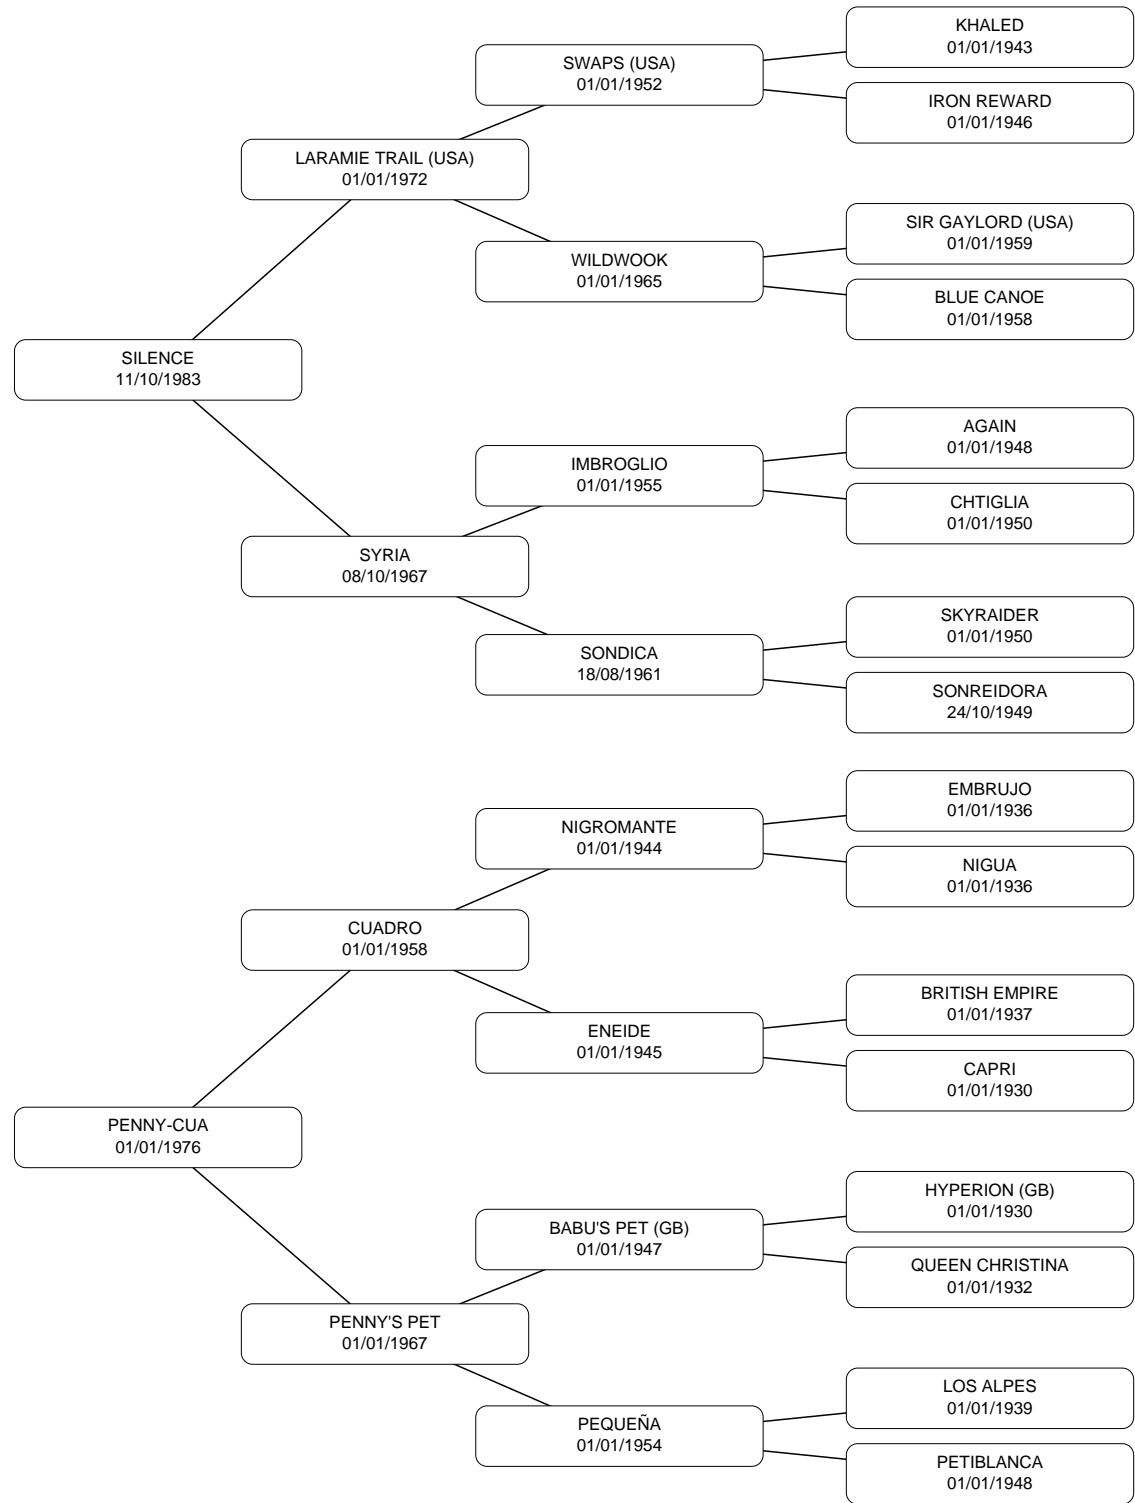 KHALED
01/01/1943
SWAPS (USA)
01/01/1952
IRON REWARD
01/01/1946
LARAMIE TRAIL (USA)
01/01/1972
SIR GAYLORD (USA)
01/01/1959
WILDWOOK
01/01/1965
BLUE CANOE
01/01/1958
SILENCE
11/10/1983
AGAIN
01/01/1948
IMBROGLIO
01/01/1955
CHTIGLIA
01/01/1950
SYRIA
08/10/1967
SKYRAIDER
01/01/1950
SONDICA
18/08/1961
SONREIDORA
24/10/1949
EMBRUJO
01/01/1936
NIGROMANTE
01/01/1944
NIGUA
01/01/1936
CUADRO
01/01/1958
BRITISH EMPIRE
01/01/1937
ENEIDE
01/01/1945
CAPRI
01/01/1930
PENNY-CUA
01/01/1976
HYPERION (GB)
01/01/1930
BABU'S PET (GB)
01/01/1947
QUEEN CHRISTINA
01/01/1932
PENNY'S PET
01/01/1967
LOS ALPES
01/01/1939
PEQUEÑA
01/01/1954
PETIBLANCA
01/01/1948